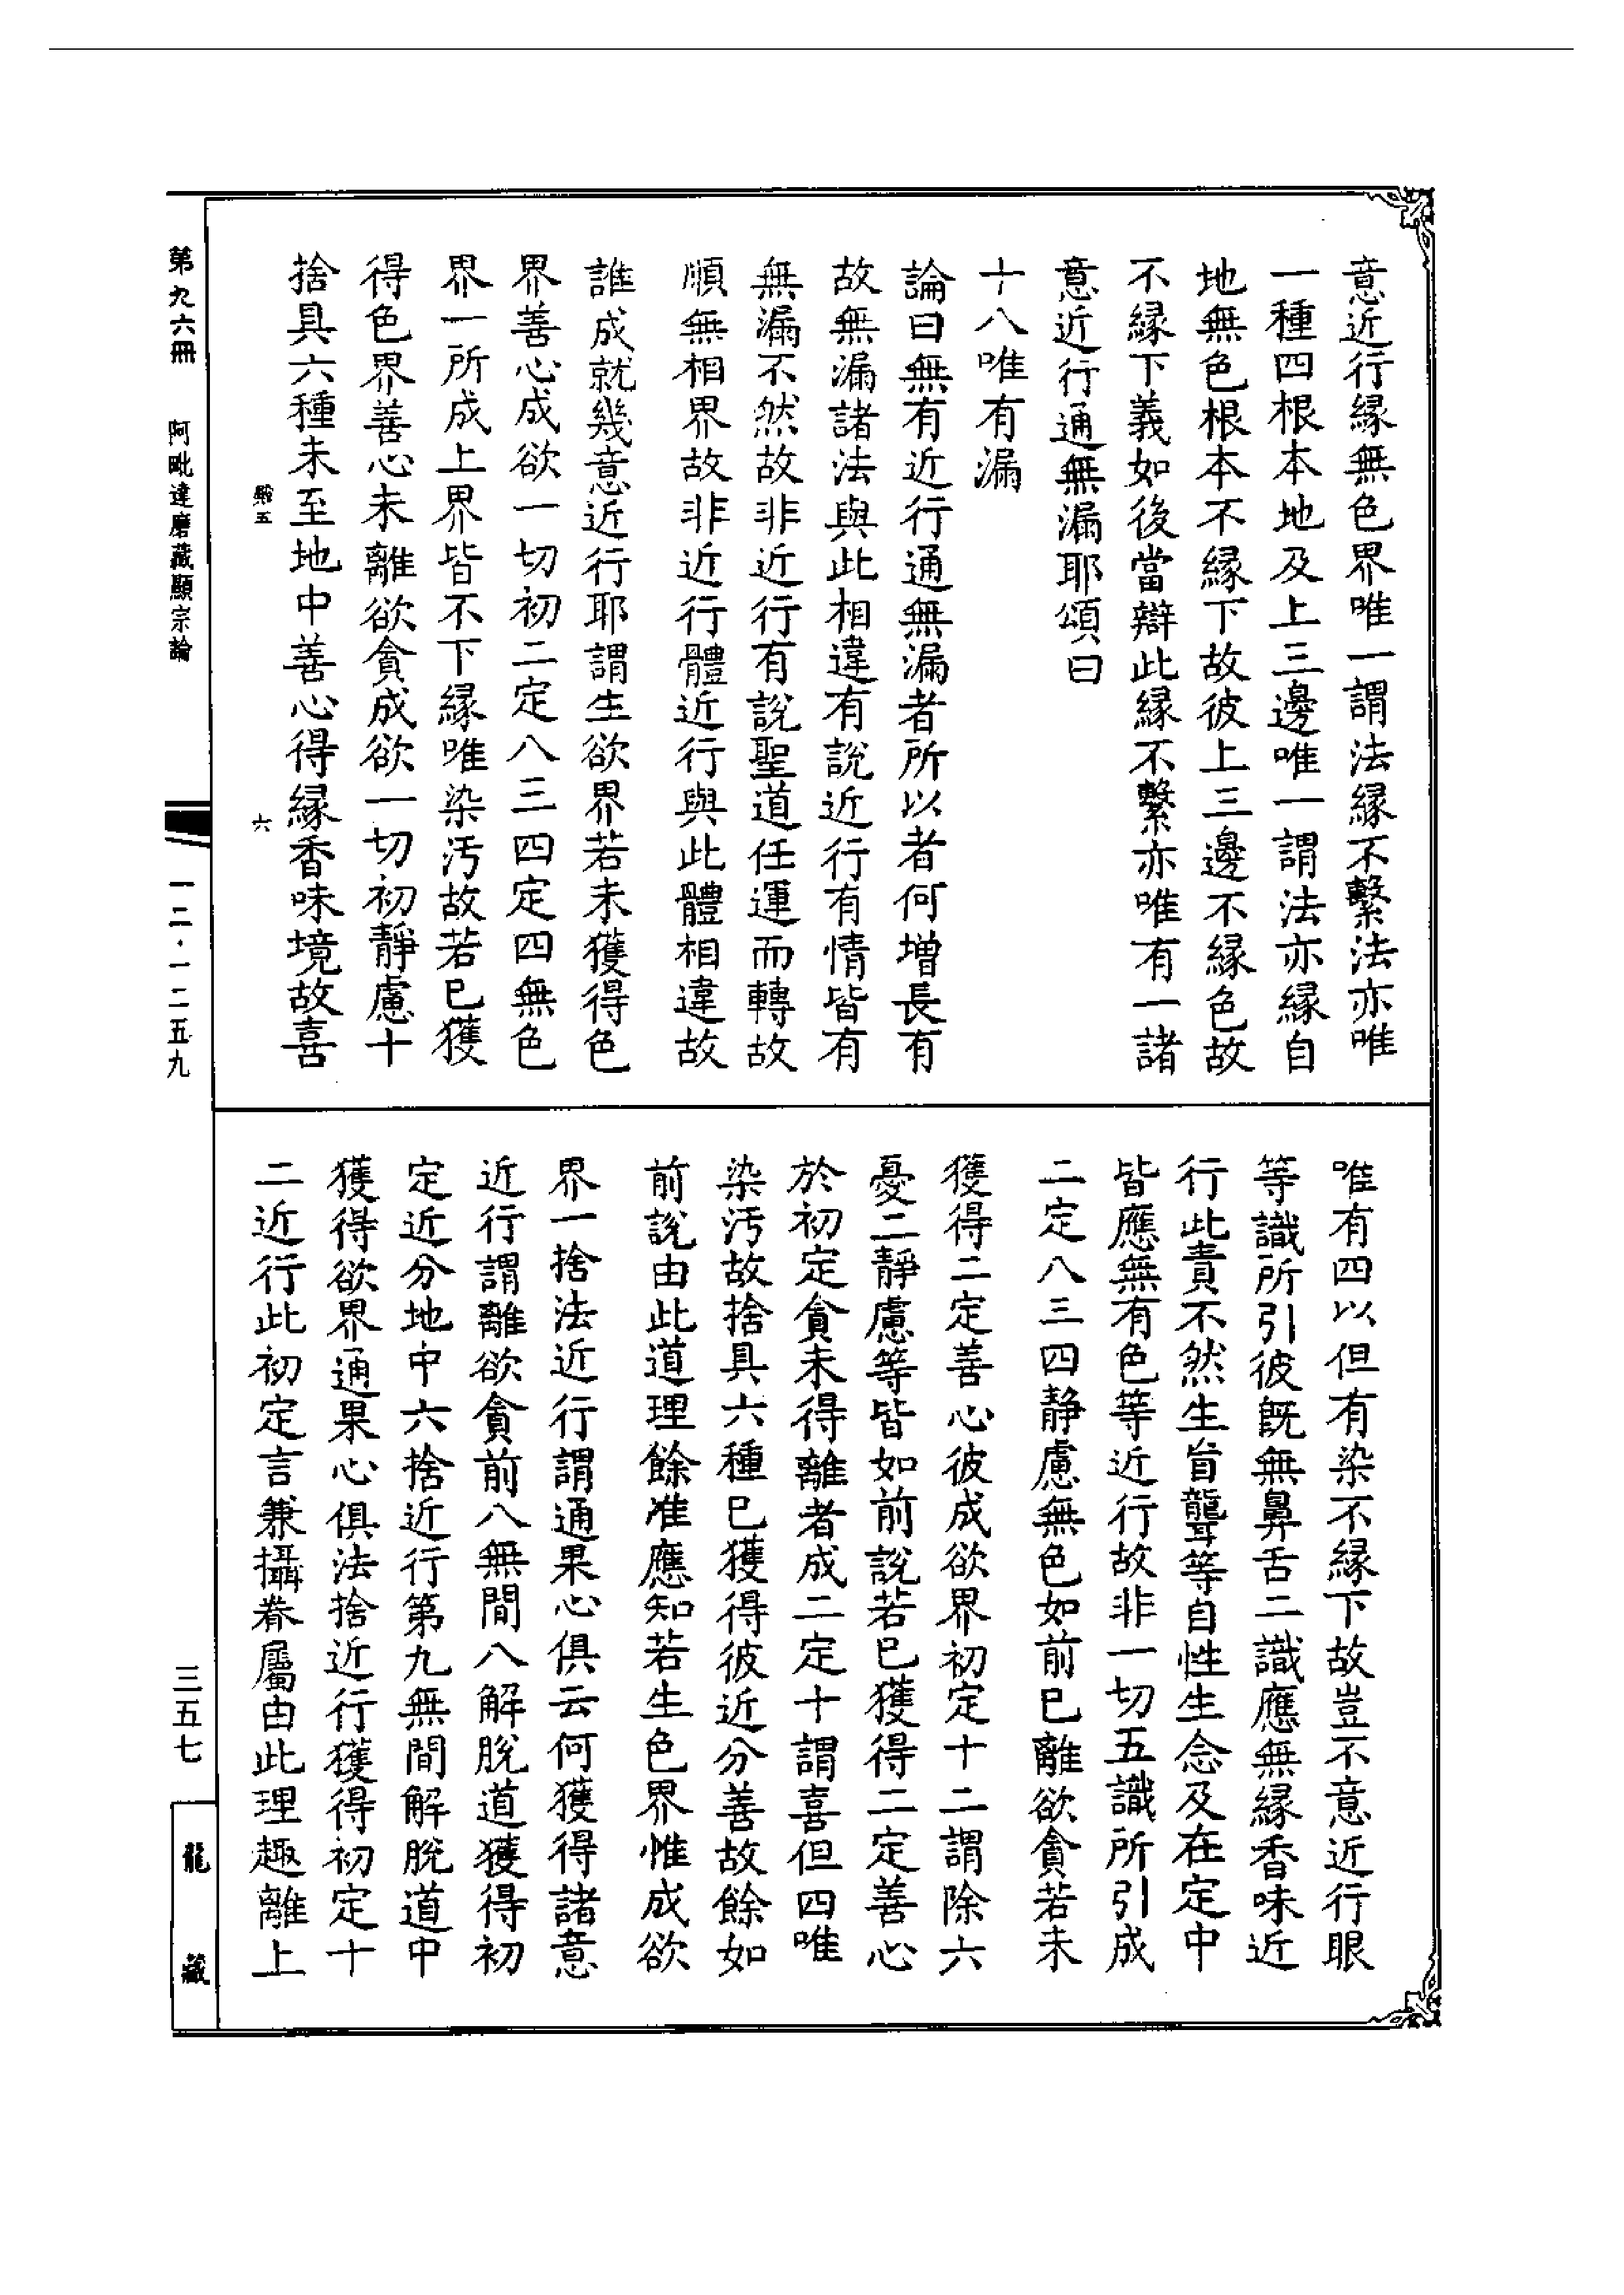 意近行緣無色界唯一謂法緣不繫法亦唯
一種四根本地及上三邊唯一謂法亦緣自
地無色根本不緣下故彼上三邊不緣色故
不緣下義如後當辯此緣不繫亦唯有一諸
意近行通無漏耶頌曰
十八唯有漏
論曰無有近行通無漏者所以者何增長有
故無漏諸法與此相違有說近行有情皆有
無漏不然故非近行有說聖道任運而轉故
順無相界故非近行體近行與此體相違故
誰成就幾意近行耶謂生欲界若未獲得色
界善心成欲一切初二定八三四定四無色
界一所成上界皆不下緣唯染汚故若已獲
得色界善心未離欲貪成欲一切初靜慮十
捨具六種未至地中善心得緣香味境故喜
唯有四以但有染不緣下故豈不意近行眼
等識所引彼既無鼻舌二識應無緣香味近
行此責不然生盲聾等自性生念及在定中
皆應無有色等近行故非一切五識所引成
二定八三四靜慮無色如前已離欲貪若未
獲得二定善心彼成欲界初定十二謂除六
憂二靜慮等皆如前說若已獲得二定善心
於初定貪未得離者成二定十謂喜但四唯
染汚故捨具六種已獲得彼近分善故餘如
前說由此道理餘准應知若生色界惟成欲
界一捨法近行謂通果心俱云何獲得諸意
近行謂離欲貪前八無間八解脫道獲得初
定近分地中六捨近行第九無間解脫道中
獲得欲界通果心俱法捨近行獲得初定十
二近行此初定言兼攝眷屬由此理趣離上
殿五
六
第九六冊
阿毗達磨藏顯宗論
一二·一二五九
三五七
龍藏